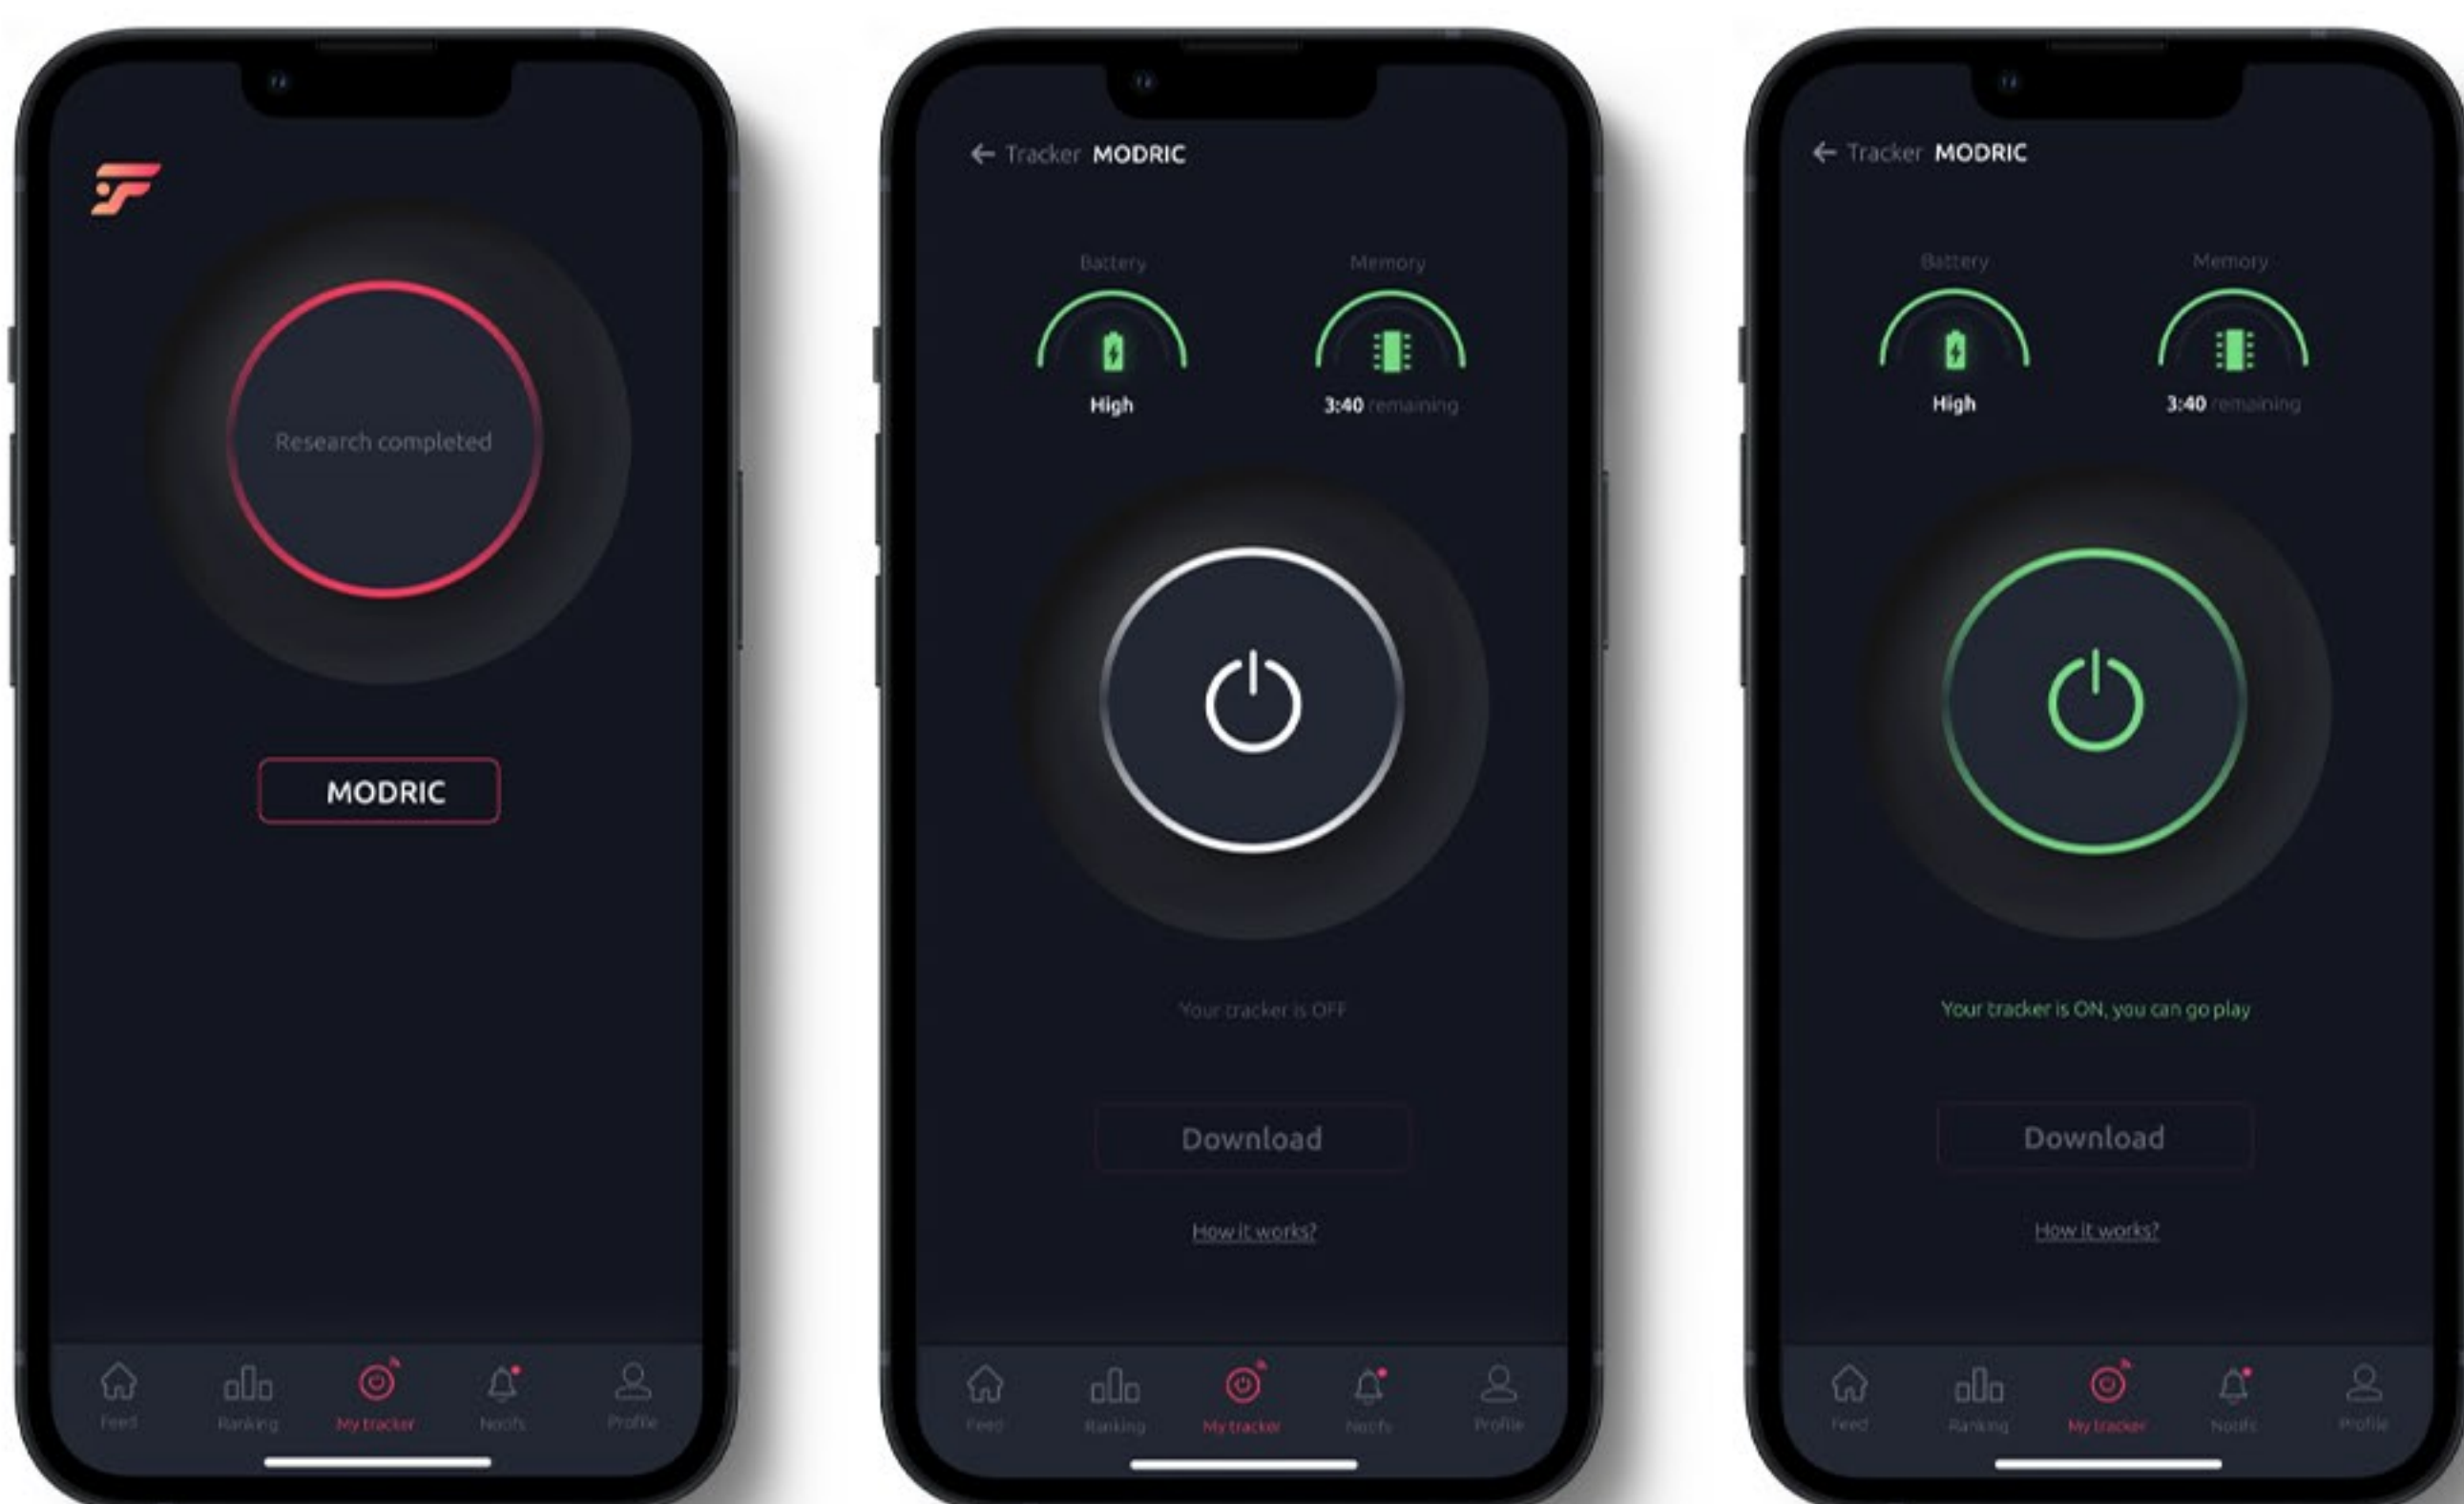 Research completed
MODRIC
Feed
Ranking
My tracker
Notifs
Profile
← Tracker MODRIC
Battery
Memory
High
3:40 remaining
Your tracker is OFF
Download
How it works?
Feed
Ranking
My tracker
Notifs
Profile
← Tracker MODRIC
Battery
Memory
High
3:40 remaining
Your tracker is ON, you can go play
Download
How it works?
Feed
Ranking
My tracker
Notifs
Profile